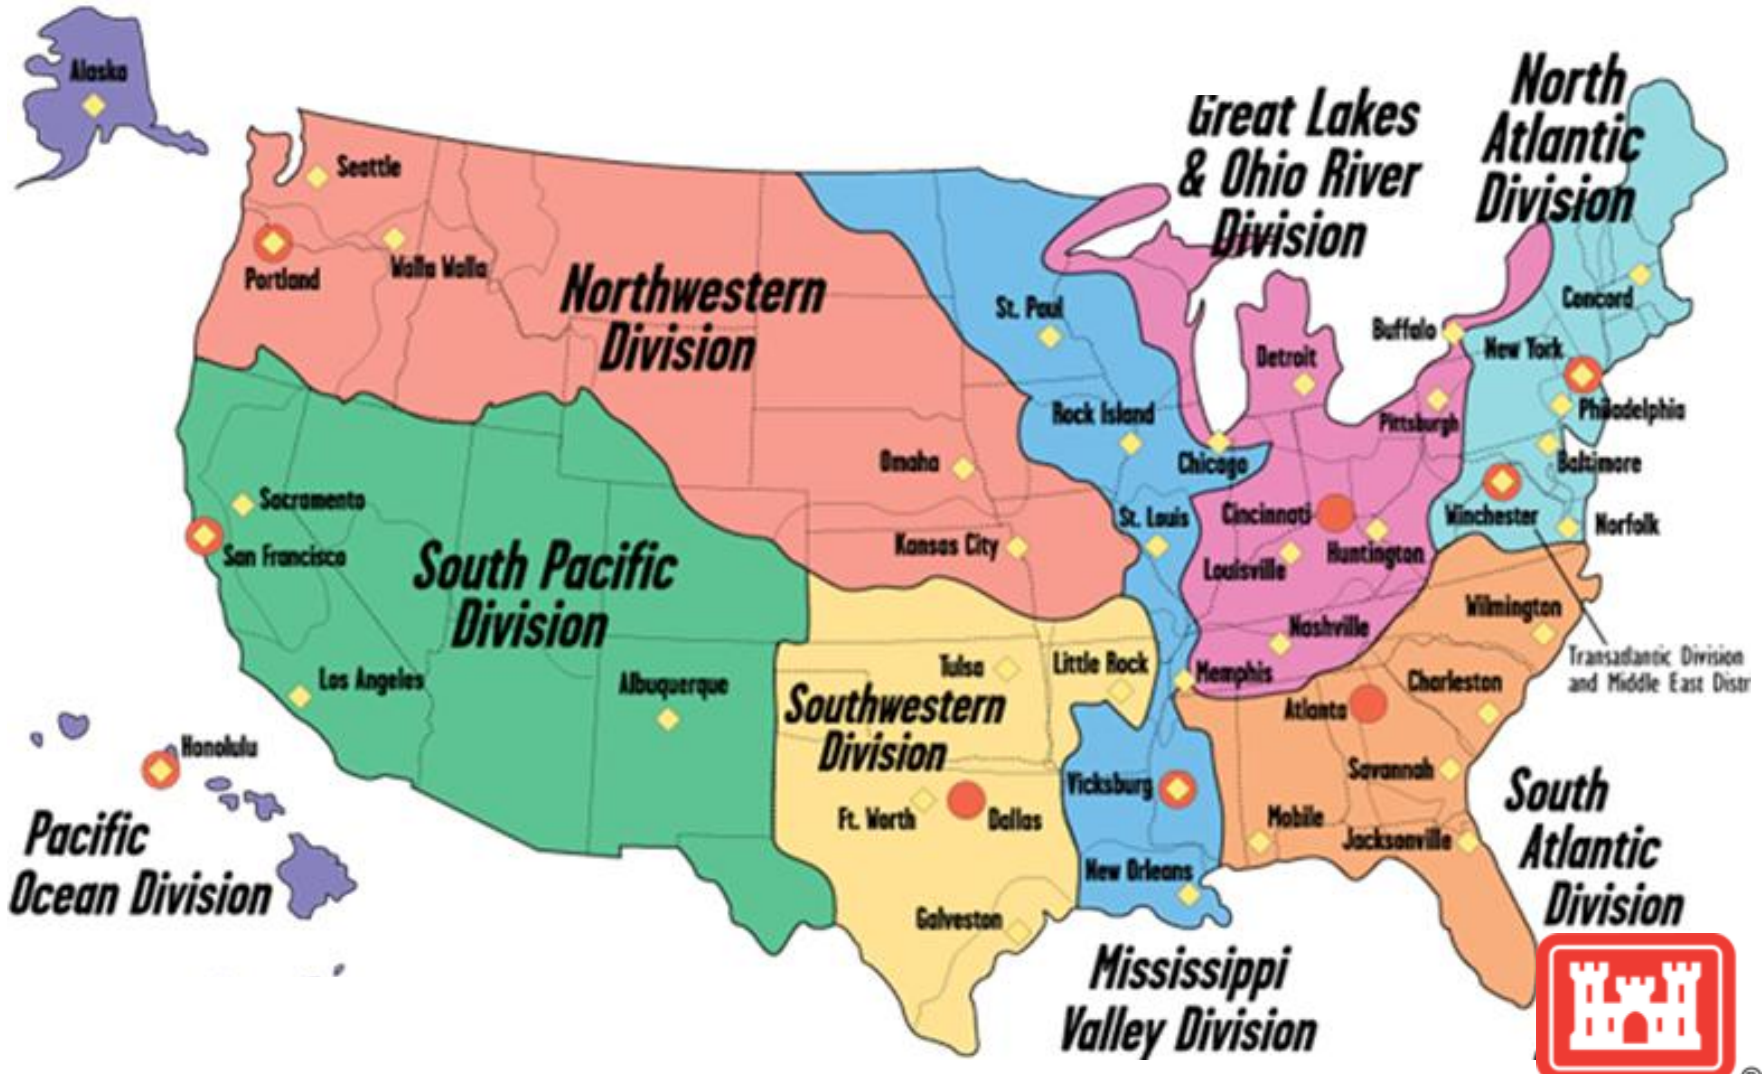 Alaska
Great Lakes
& Ohio River
Division
North
Atlantic
Division
Seattle
Portland
Walla Walla
Northwestern
Division
St. Paul
Buffalo
Concord
New York
Detroit
Rock Island
Pittsburgh
Philadelphia
Omaha
Chicago
Baltimore
Sacramento
St. Louis
Cincinnati
Winchester
Norfolk
San Francisco
Kansas City
Louisville
Huntington
South Pacific
Division
Wilmington
Nashville
Tulsa
Little Rock
Memphis
Transatlantic Division
and Middle East Distr
Los Angeles
Albuquerque
Charleston
Southwestern
Division
Atlanta
Honolulu
Vicksburg
Savannah
Ft. Worth
Dallas
Mobile
Jacksonville
South
Atlantic
Division
Pacific
Ocean Division
New Orleans
Galveston
Mississippi
Valley Division
®